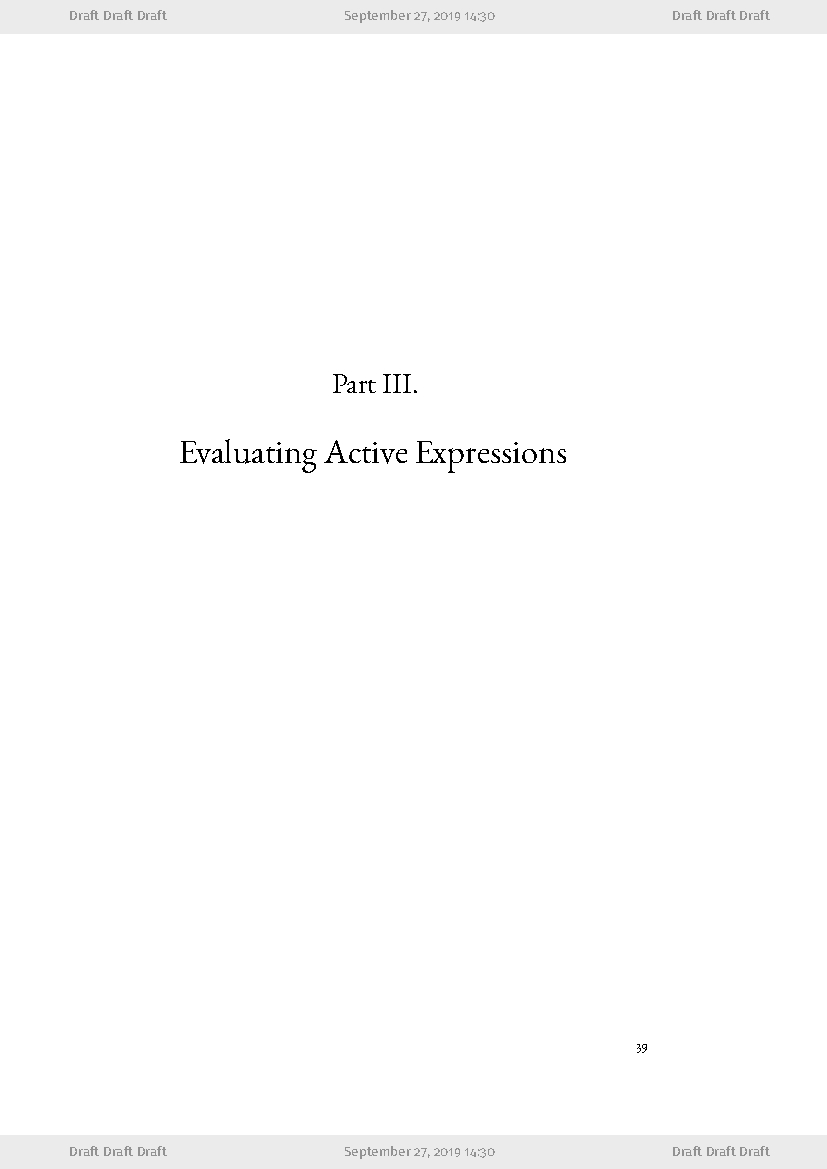 Draft Draft Draft September 27, 2019 14:30 Draft Draft Draft
Part III.
Evaluating Active Expressions
39
Draft Draft Draft September 27, 2019 14:30 Draft Draft Draft